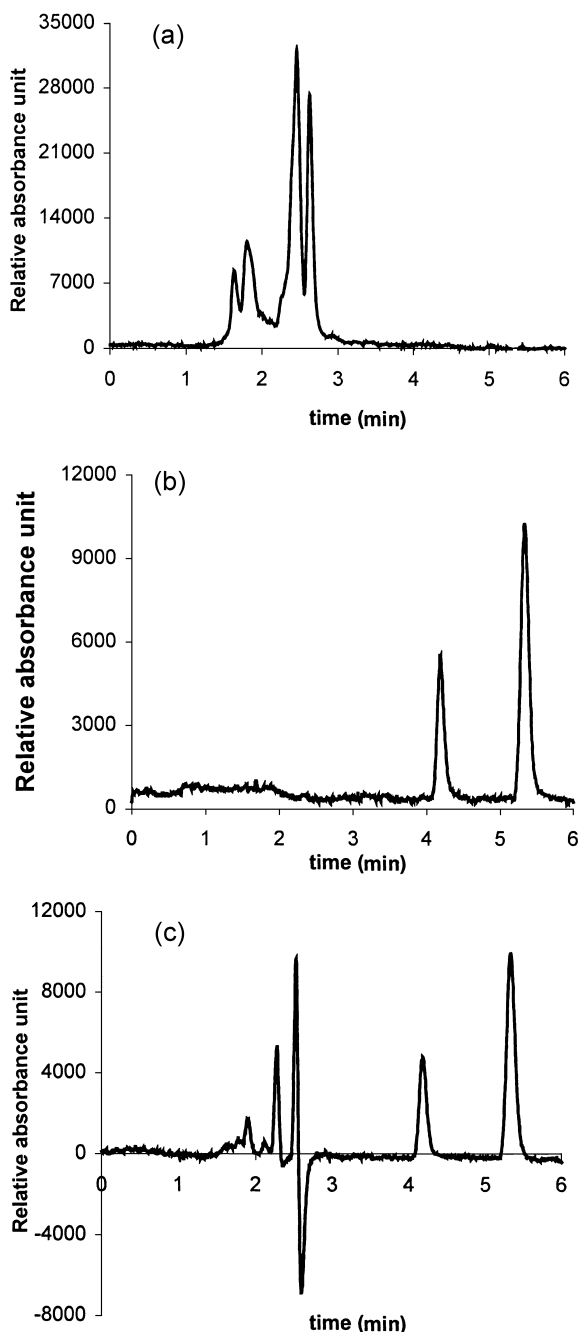 (a)
Relative absorbance unit
35000
28000
21000
14000
7000
0
0 1 2 3 4 5 6
time (min)
(b)
Relative absorbance unit
12000
9000
6000
3000
0
0 1 2 3 4 5 6
time (min)
(c)
Relative absorbance unit
12000
8000
4000
0
-4000
-8000
0 1 2 3 4 5 6
time (min)